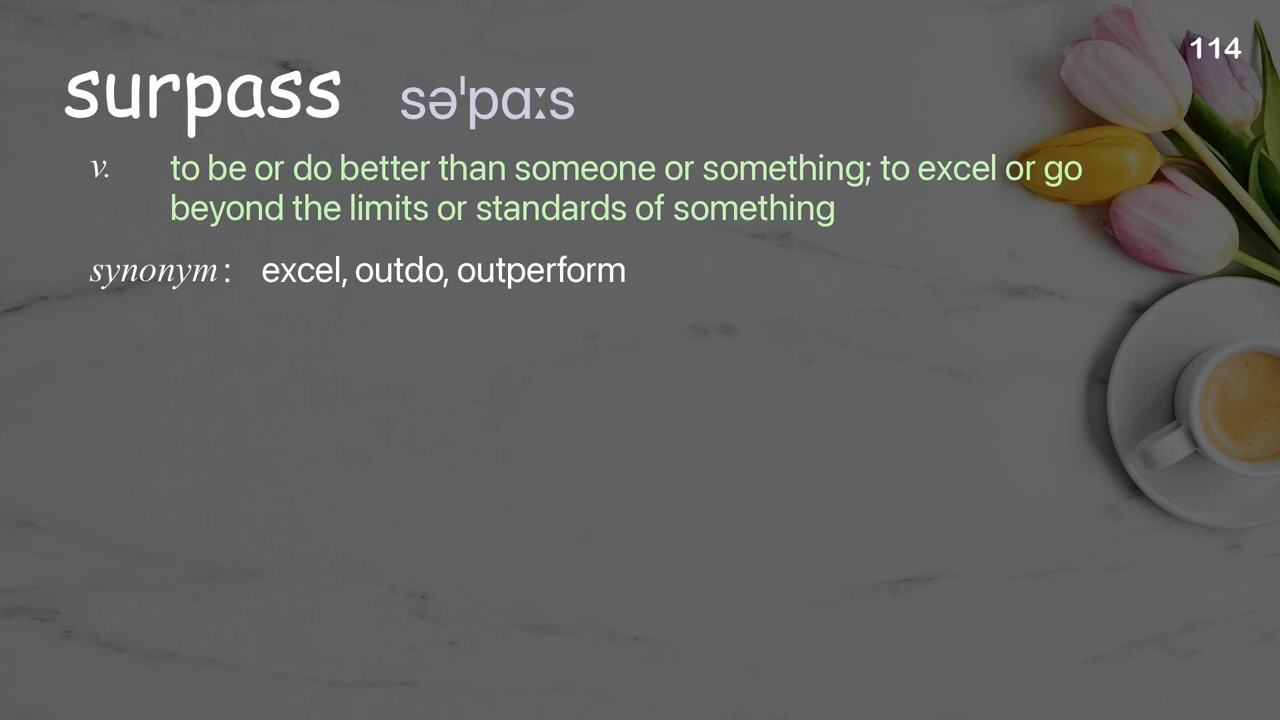 114
surpass səˈpɑːs
v. to be or do better than someone or something; to excel or go
beyond the limits or standards of something
synonym: excel, outdo, outperform